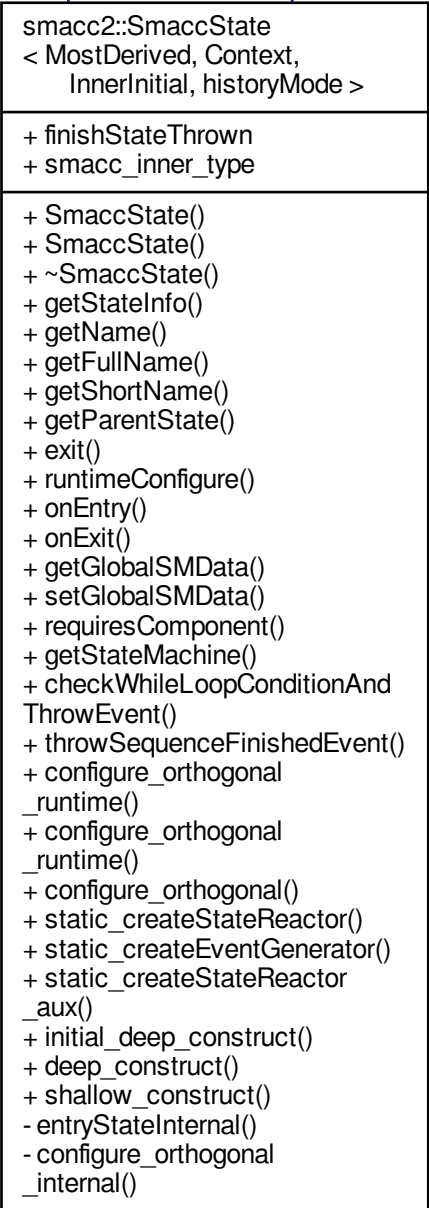 smacc2::SmaccState
< MostDerived, Context,
InnerInitial, historyMode >
+ finishStateThrown
+ smacc_inner_type
+ SmaccState()
+ SmaccState()
+ ~SmaccState()
+ getStateInfo()
+ getName()
+ getFullName()
+ getShortName()
+ getParentState()
+ exit()
+ runtimeConfigure()
+ onEntry()
+ onExit()
+ getGlobalSMData()
+ setGlobalSMData()
+ requiresComponent()
+ getStateMachine()
+ checkWhileLoopConditionAnd
ThrowEvent()
+ throwSequenceFinishedEvent()
+ configure_orthogonal
_runtime()
+ configure_orthogonal
_runtime()
+ configure_orthogonal()
+ static_createStateReactor()
+ static_createEventGenerator()
+ static_createStateReactor
_aux()
+ initial_deep_construct()
+ deep_construct()
+ shallow_construct()
- entryStateInternal()
- configure_orthogonal
_internal()